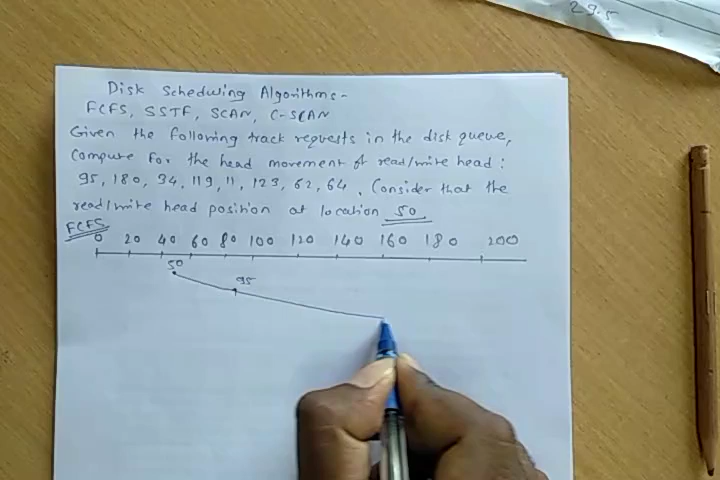 29.5
Disk Scheduling Algorithms-
FCFS, SSTF, SCAN, C-SCAN
Given the following track requests in the disk queue,
compute for the head movement of read/write head :
95, 180, 34, 119, 11, 123, 62, 64. Consider that the
read/write head position at location 50
FCFS
0 20 40 60 80 100 120 140 160 180 200
50
95